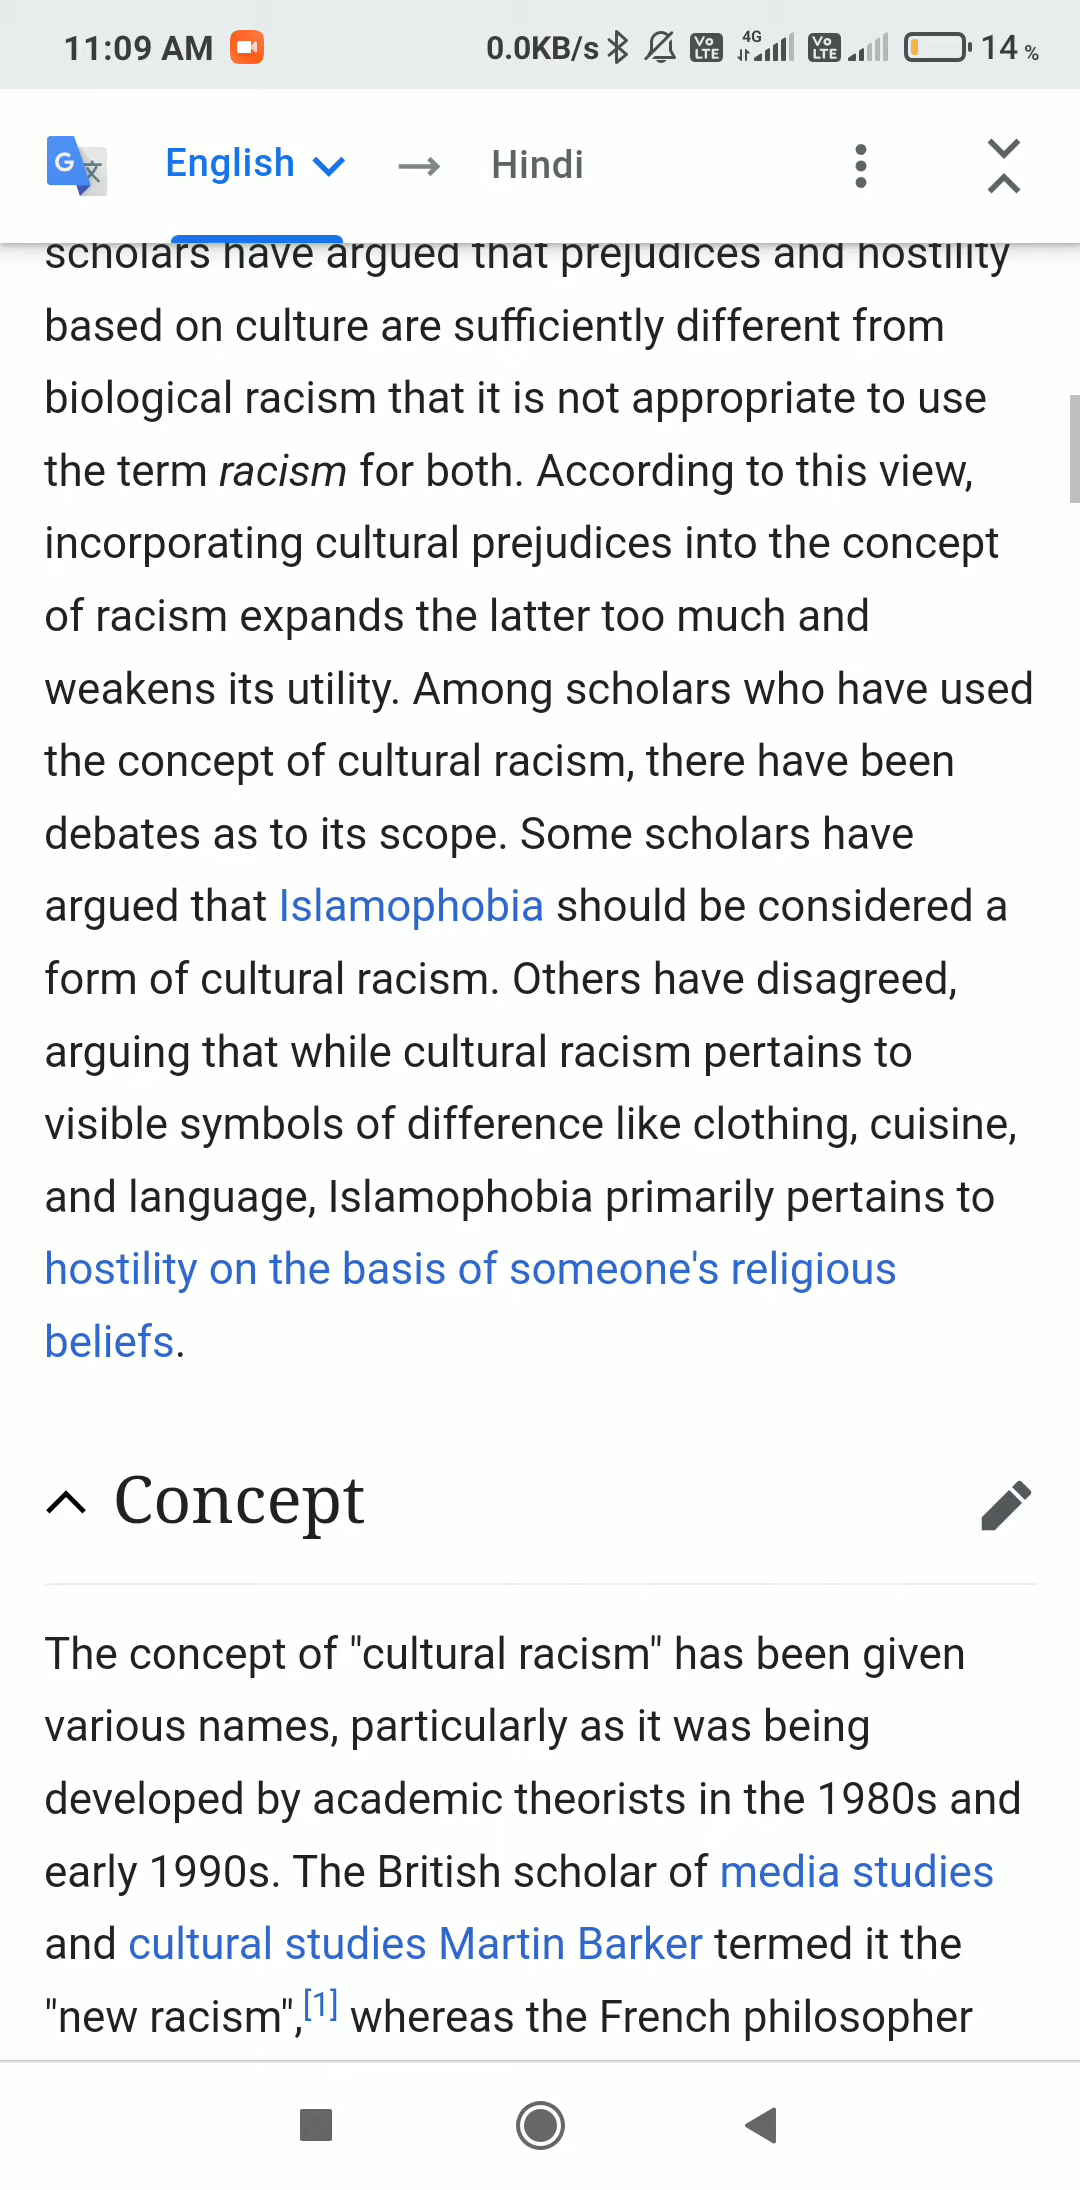 11:09 AM 0.0KB/s Vo LTE 4G Vo LTE 14 %
G 文 English → Hindi
scholars have argued that prejudices and hostility
based on culture are sufficiently different from
biological racism that it is not appropriate to use
the term racism for both. According to this view,
incorporating cultural prejudices into the concept
of racism expands the latter too much and
weakens its utility. Among scholars who have used
the concept of cultural racism, there have been
debates as to its scope. Some scholars have
argued that Islamophobia should be considered a
form of cultural racism. Others have disagreed,
arguing that while cultural racism pertains to
visible symbols of difference like clothing, cuisine,
and language, Islamophobia primarily pertains to
hostility on the basis of someone's religious
beliefs.
Concept
The concept of "cultural racism" has been given
various names, particularly as it was being
developed by academic theorists in the 1980s and
early 1990s. The British scholar of media studies
and cultural studies Martin Barker termed it the
"new racism",[1] whereas the French philosopher